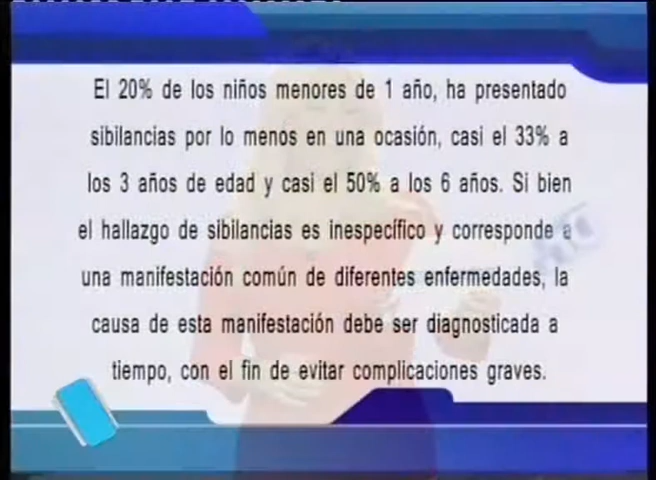 El 20% de los niños menores de 1 año, ha presentado
sibilancias por lo menos en una ocasión, casi el 33% a
los 3 años de edad y casi el 50% a los 6 años. Si bien
el hallazgo de sibilancias es inespecífico y corresponde a
una manifestación común de diferentes enfermedades, la
causa de esta manifestación debe ser diagnosticada a
tiempo, con el fin de evitar complicaciones graves.